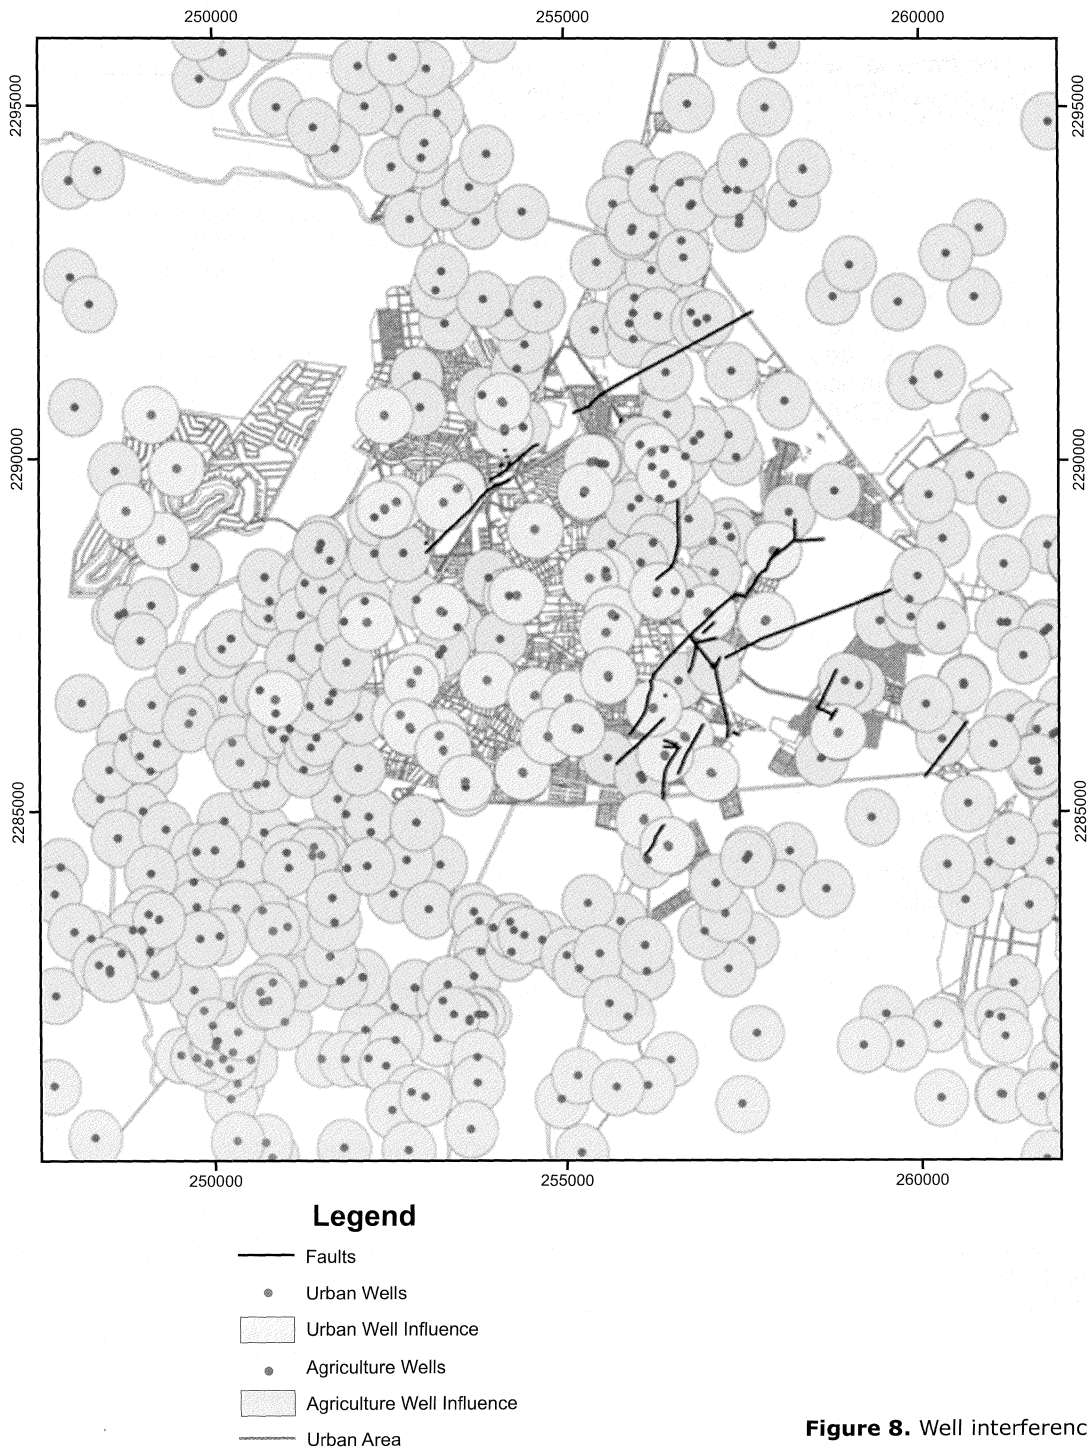 250000 255000 260000
2295000 2295000
2290000 2290000
2285000 2285000
250000 255000 260000
Legend
Faults
Urban Wells
Urban Well Influence
Agriculture Wells
Agriculture Well Influence
Urban Area
Figure 8. Well interferenc